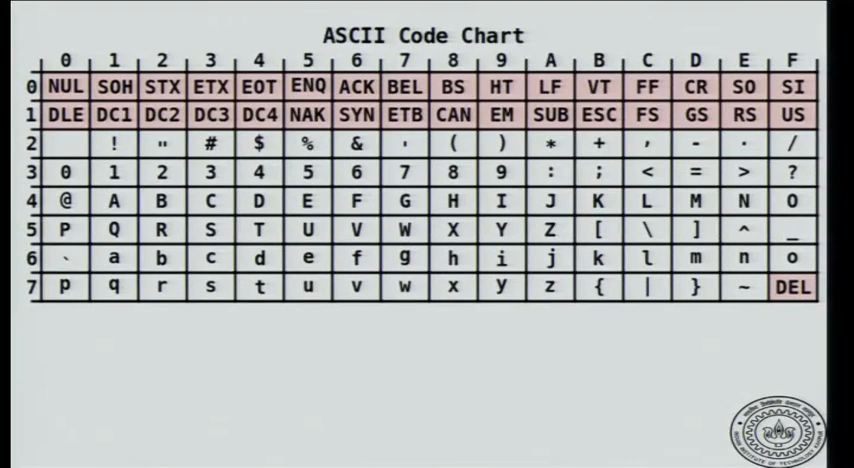 ASCII Code Chart
0 1 2 3 4 5 6 7 8 9 A B C D E F
0 NUL SOH STX ETX EOT ENQ ACK BEL BS HT LF VT FF CR SO SI
1 DLE DC1 DC2 DC3 DC4 NAK SYN ETB CAN EM SUB ESC FS GS RS US
2 ! " # $ % & ' ( ) * + , - . /
3 0 1 2 3 4 5 6 7 8 9 : ; < = > ?
4 @ A B C D E F G H I J K L M N O
5 P Q R S T U V W X Y Z [ \ ] ^ _
6 ` a b c d e f g h i j k l m n o
7 p q r s t u v w x y z { | } ~ DEL